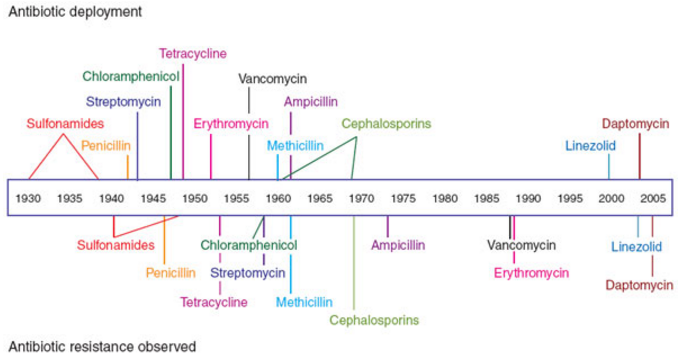 Antibiotic deployment
Tetracycline
Chloramphenicol
Vancomycin
Streptomycin
Ampicillin
Sulfonamides
Erythromycin
Cephalosporins
Daptomycin
Penicillin
Methicillin
Linezolid
1930 1935 1940 1945 1950 1955 1960 1965 1970 1975 1980 1985 1990 1995 2000 2005
Sulfonamides
Chloramphenicol
Ampicillin
Vancomycin
Linezolid
Penicillin
Streptomycin
Erythromycin
Daptomycin
Tetracycline
Methicillin
Cephalosporins
Antibiotic resistance observed